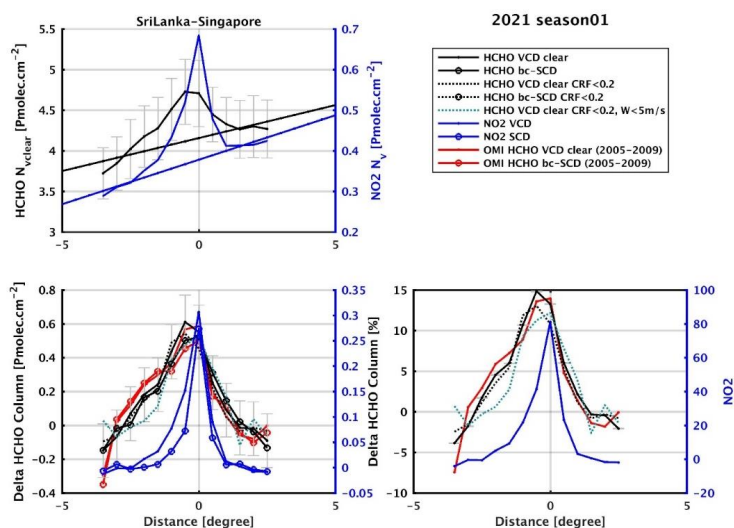 SriLanka-Singapore
2021 season01
HCHO N_vclear [Pmolec.cm^-2]
5.5
5
4.5
4
3.5
3
0.7
0.6
0.5
0.4
0.3
0.2
NO2 N_v [Pmolec.cm^-2]
-5 0 5
HCHO VCD clear
HCHO bc-SCD
HCHO VCD clear CRF<0.2
HCHO bc-SCD CRF<0.2
HCHO VCD clear CRF<0.2, W<5m/s
NO2 VCD
NO2 SCD
OMI HCHO VCD clear (2005-2009)
OMI HCHO bc-SCD (2005-2009)
Delta HCHO Column [Pmolec.cm^-2]
0.8
0.6
0.4
0.2
0
-0.2
-0.4
0.35
0.3
0.25
0.2
0.15
0.1
0.05
0
-0.05
-5 0 5
Distance [degree]
Delta HCHO Column [%]
15
10
5
0
-5
-10
100
80
60
40
20
0
-20
NO2
-5 0 5
Distance [degree]